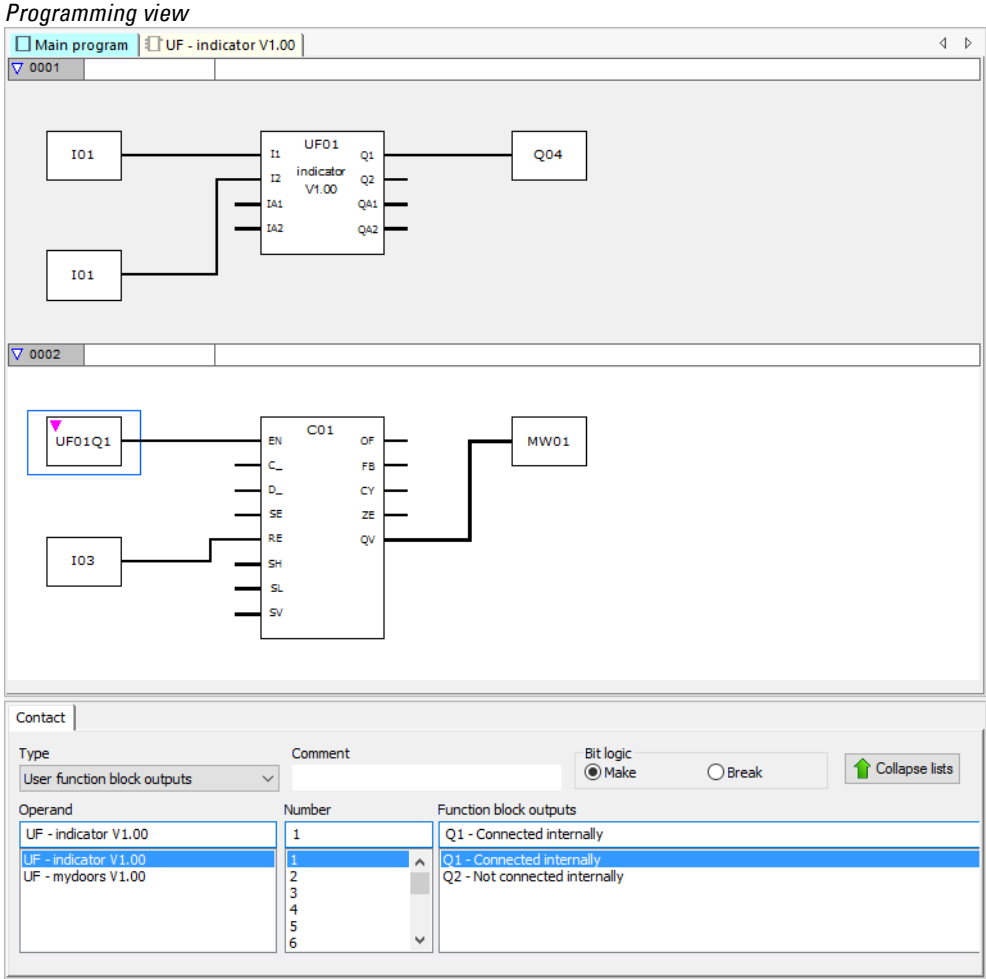 Programming view
Main program UF - indicator V1.00
0001
I01 I1 UF01 Q1 Q04
I2 indicator Q2
V1.00
IA1 QA1
IA2 QA2
I01
0002
C01
UF01Q1 EN OF MW01
C_ FB
D_ CY
SE ZE
RE QV
I03 SH
SL
SV
Contact
Type Comment Bit logic
User function block outputs Make Break Collapse lists
Operand Number Function block outputs
UF - indicator V1.00 1 Q1 - Connected internally
UF - indicator V1.00 1 Q1 - Connected internally
UF - mydoors V1.00 2 Q2 - Not connected internally
3
4
5
6